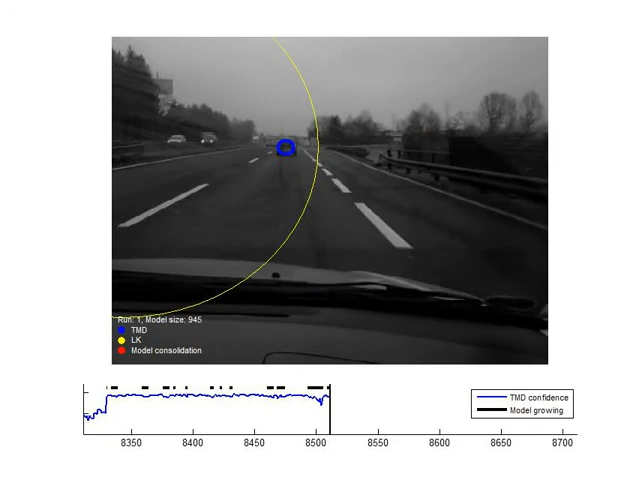 Run: 1, Model size: 945
TMD
LK
Model consolidation
TMD confidence
Model growing
8350
8400
8450
8500
8550
8600
8650
8700